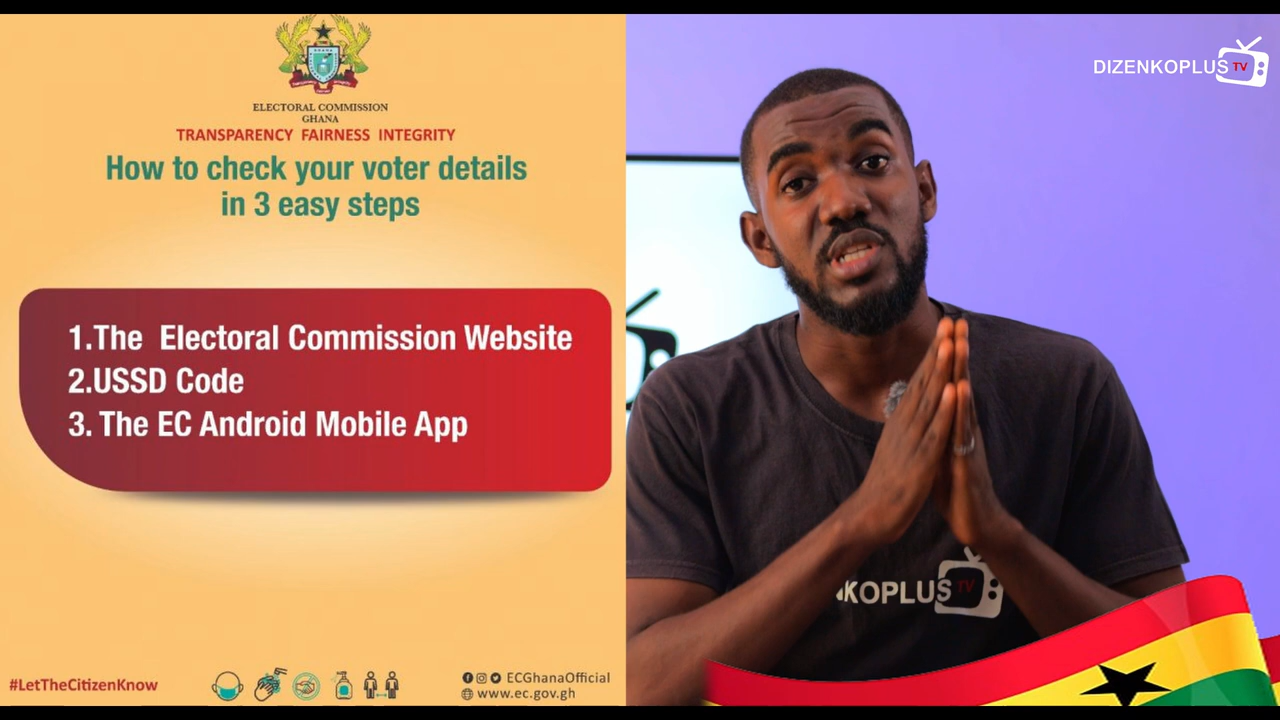 ELECTORAL COMMISSION
GHANA
TRANSPARENCY FAIRNESS INTEGRITY
How to check your voter details
in 3 easy steps
1.The Electoral Commission Website
2.USSD Code
3. The EC Android Mobile App
#LetTheCitizenKnow
ECGhanaOfficial
www.ec.gov.gh
DIZENKOPLUS TV
KOPLUS TV